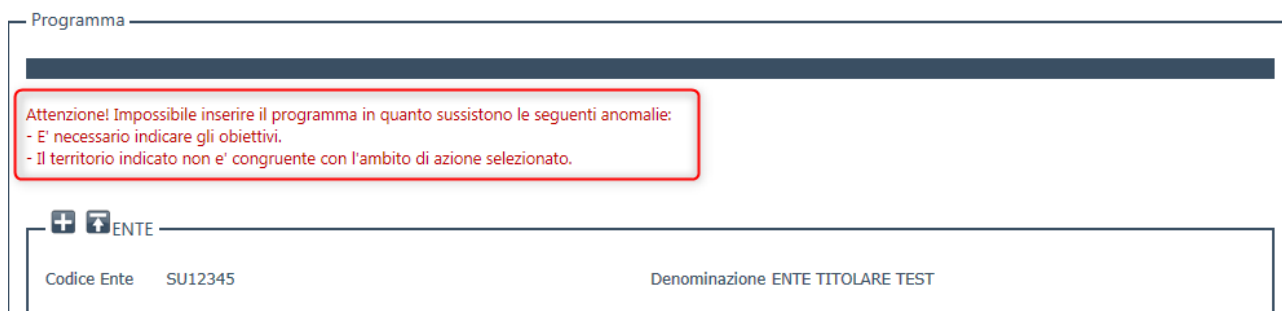 Programma
Attenzione! Impossibile inserire il programma in quanto sussistono le seguenti anomalie:
- E' necessario indicare gli obiettivi.
- Il territorio indicato non e' congruente con l'ambito di azione selezionato.
ENTE
Codice Ente SU12345 Denominazione ENTE TITOLARE TEST